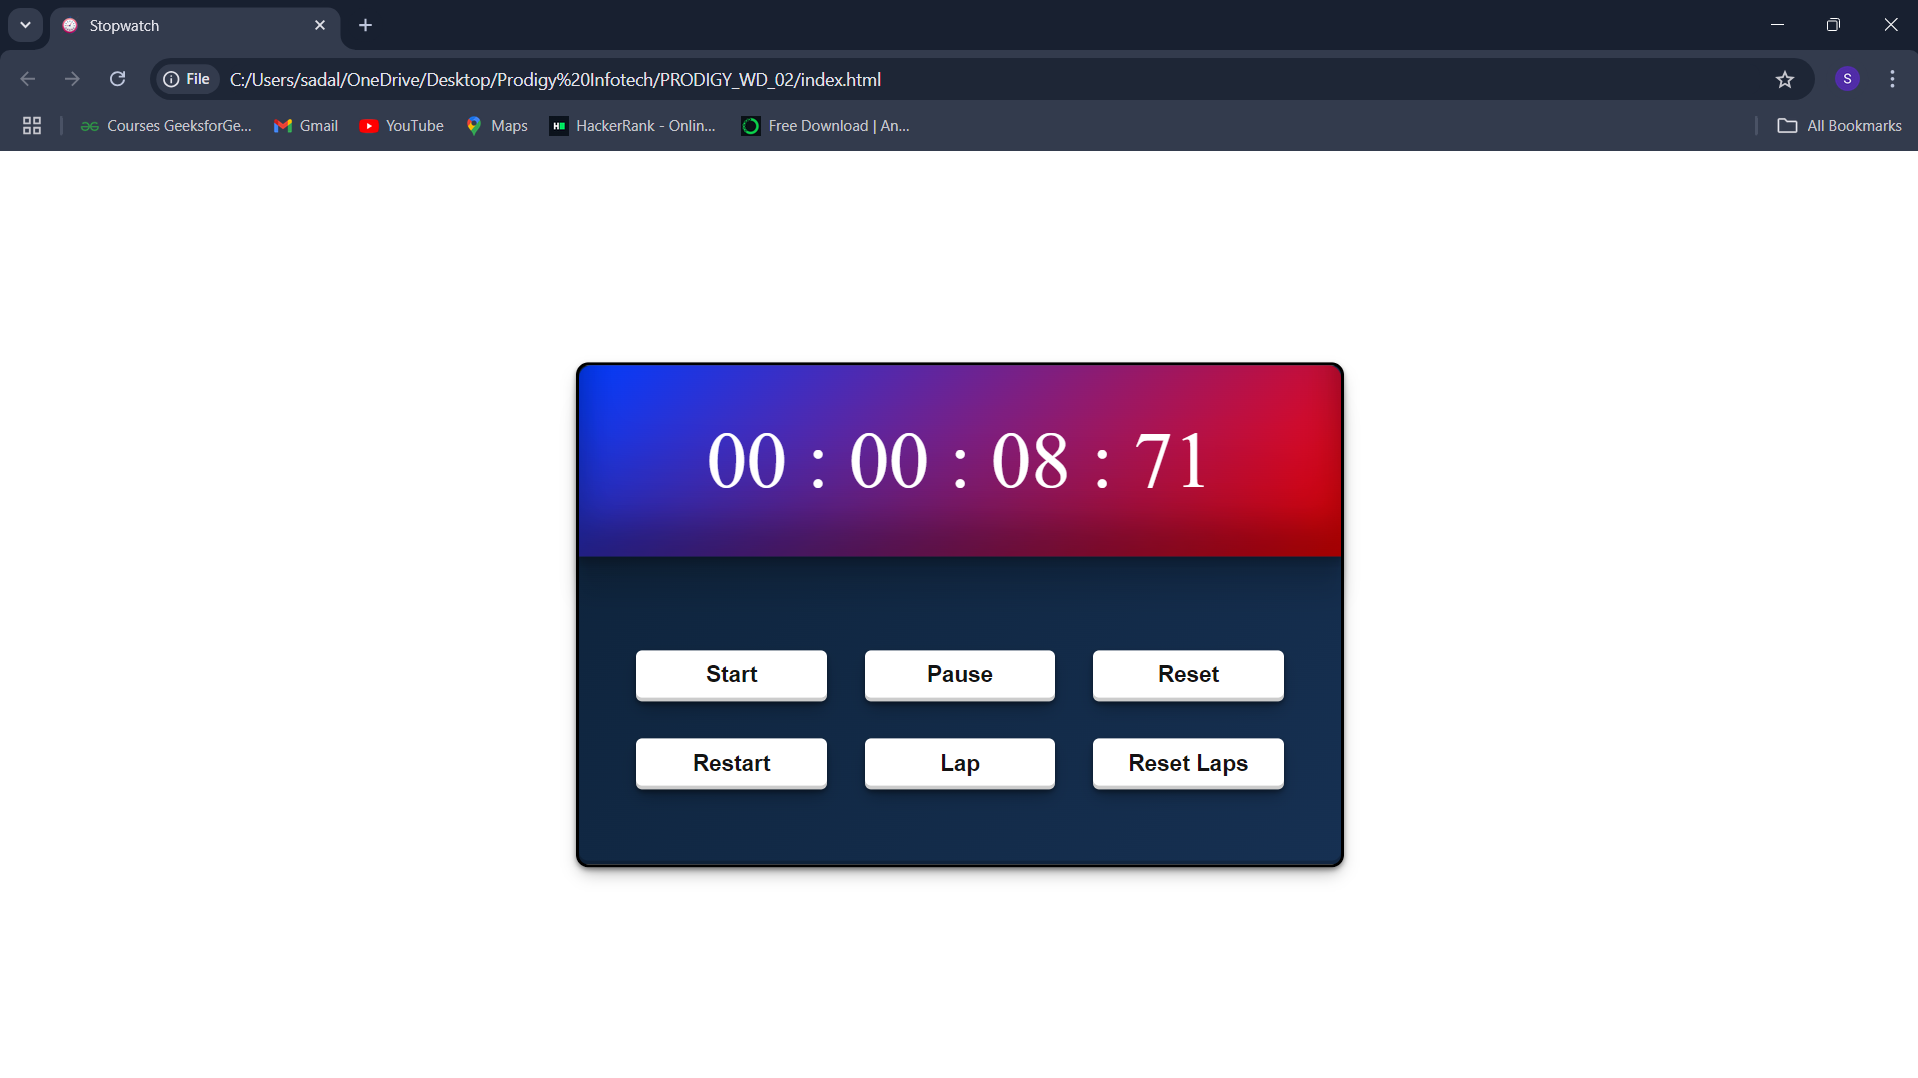 Stopwatch
File C:/Users/sadal/OneDrive/Desktop/Prodigy%20Infotech/PRODIGY_WD_02/index.html S
Courses GeeksforGe... Gmail YouTube Maps HackerRank - Onlin... Free Download | An... All Bookmarks
00 : 00 : 08 : 71
Start Pause Reset
Restart Lap Reset Laps